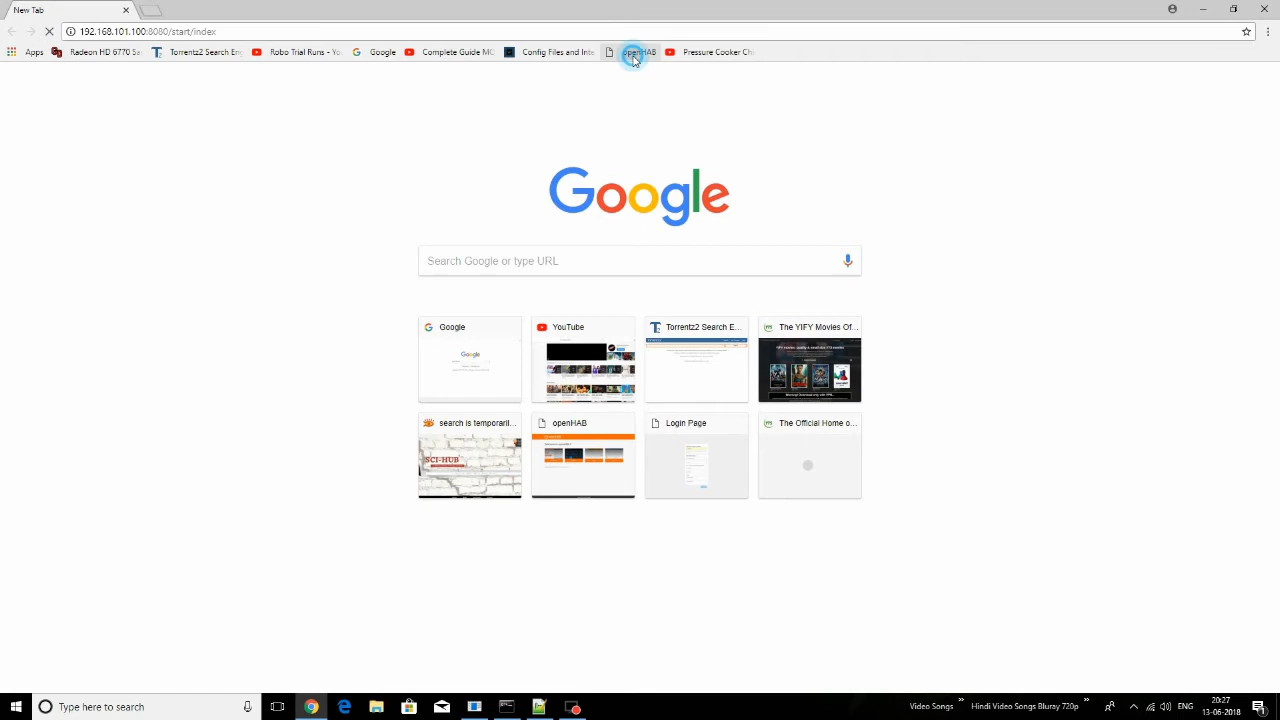 New Tab
192.168.101.100:8080/start/index
Apps Radeon HD 6770 Se Torrentz2 Search Eng Robo Trial Runs - Yo Google Complete Guide MC Config Files and Inte openHAB Pressure Cooker Ch
Google
Search Google or type URL
Google YouTube Torrentz2 Search E... The YIFY Movies Of...
search is temporaril... openHAB Login Page The Official Home o...
SCI-HUB
Type here to search
Video Songs » Hindi Video Songs Bluray 720p » ENG
20:27
13-06-2018